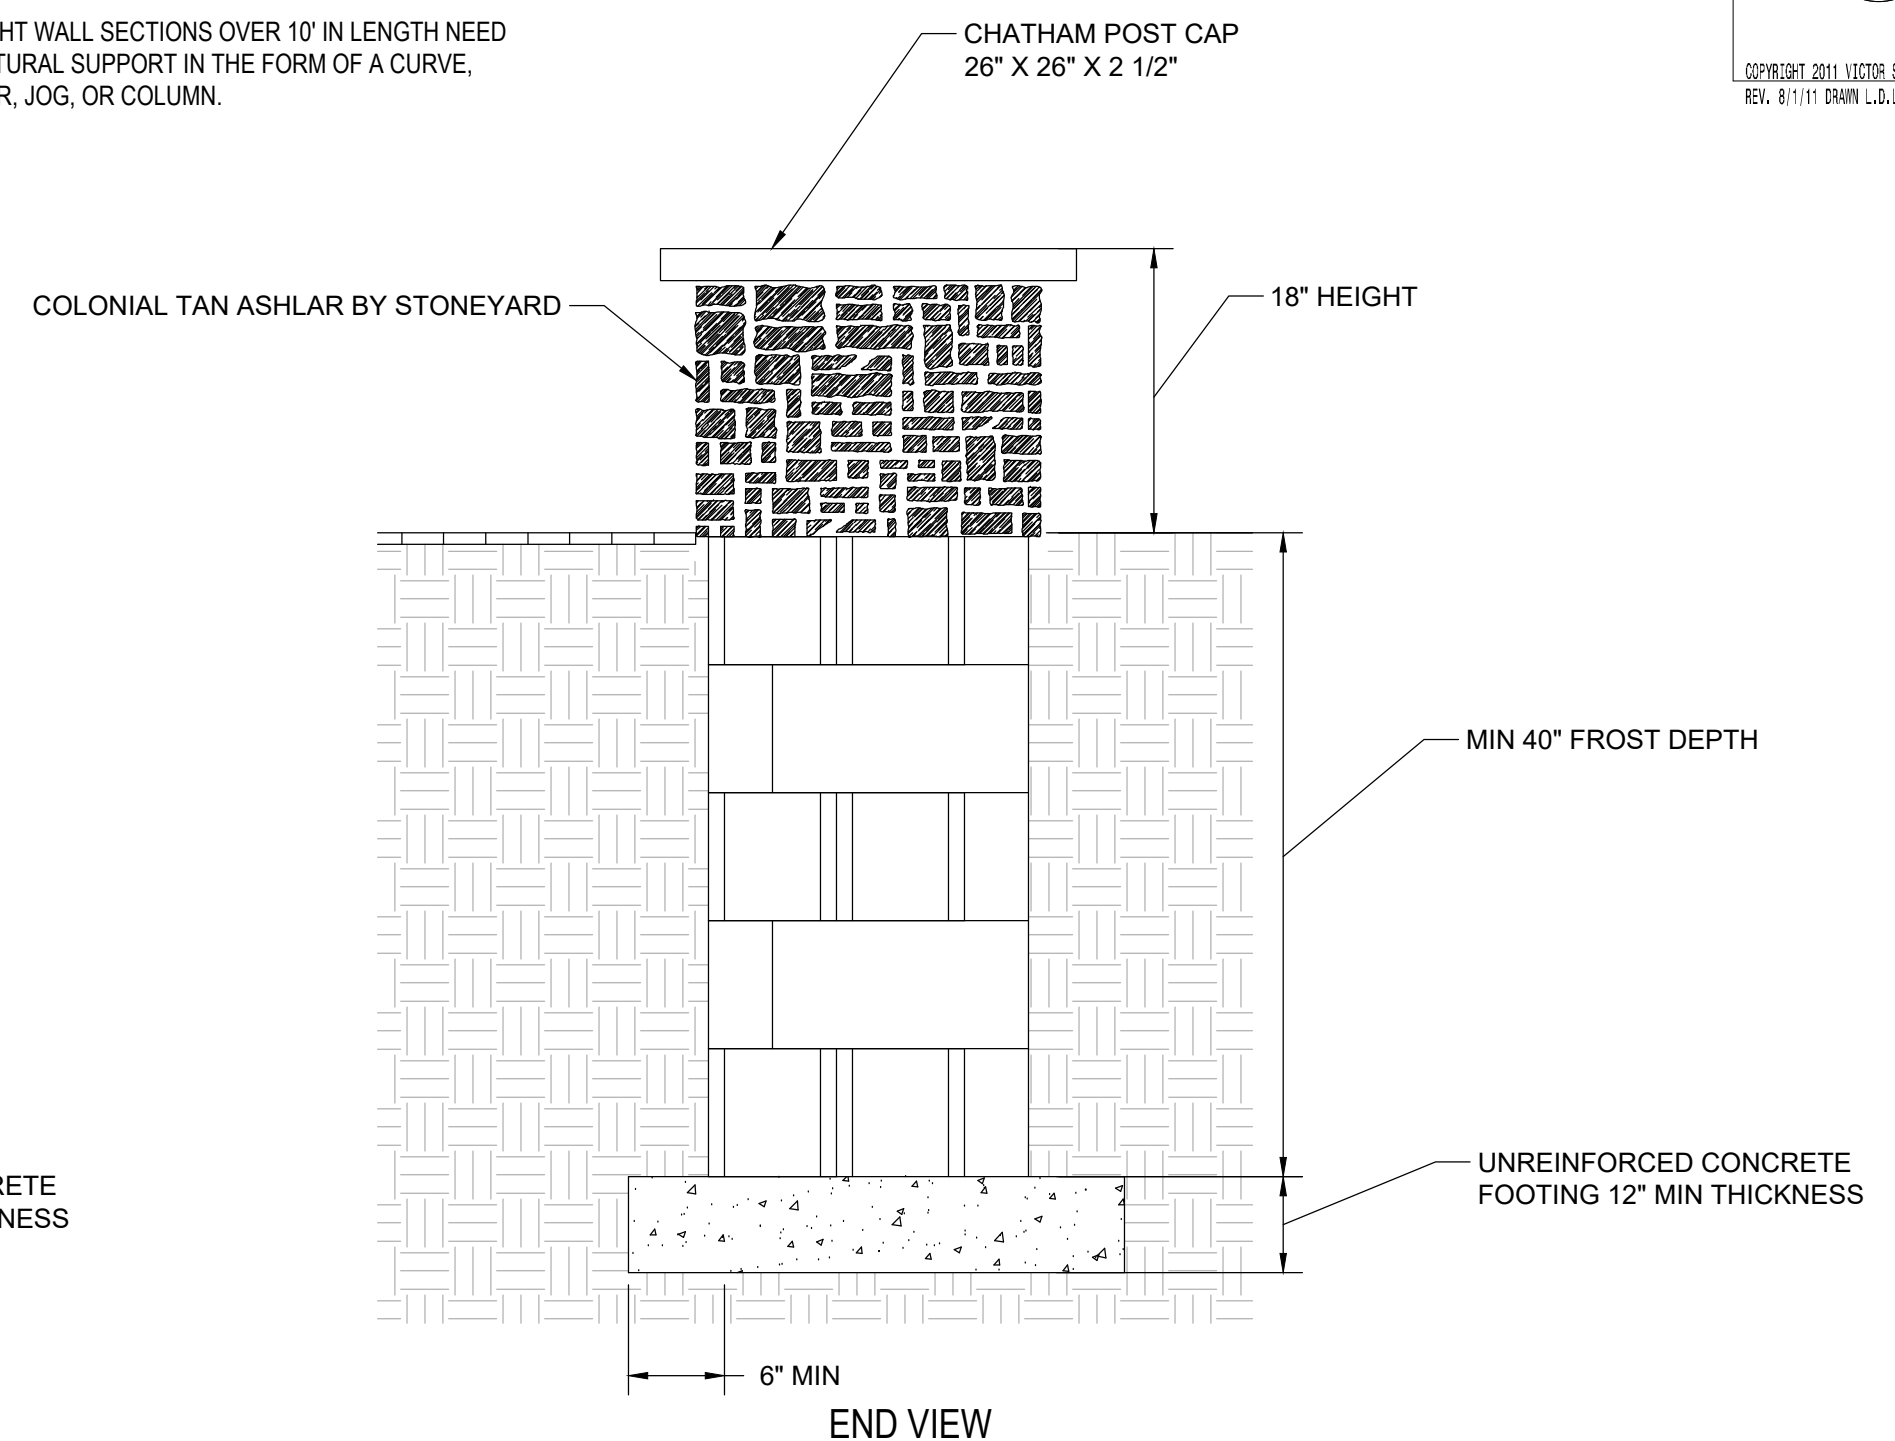 HT WALL SECTIONS OVER 10' IN LENGTH NEED
TURAL SUPPORT IN THE FORM OF A CURVE,
R, JOG, OR COLUMN.
CHATHAM POST CAP
26" X 26" X 2 1/2"
COPYRIGHT 2011 VICTOR S
REV. 8/1/11 DRAWN L.D.L
COLONIAL TAN ASHLAR BY STONEYARD
18" HEIGHT
MIN 40" FROST DEPTH
RETE
NESS
UNREINFORCED CONCRETE
FOOTING 12" MIN THICKNESS
6" MIN
END VIEW